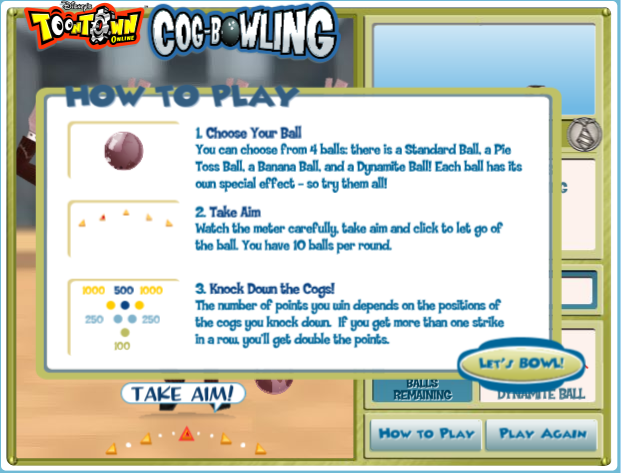 Disney's
TOONTOWN
ONLINE
COG-BOWLING
HOW TO PLAY
1. Choose Your Ball
You can choose from 4 balls: there is a Standard Ball, a Pie
Toss Ball, a Banana Ball, and a Dynamite Ball! Each ball has its
own special effect - so try them all!
2. Take Aim
Watch the meter carefully, take aim and click to let go of
the ball. You have 10 balls per round.
1000 500 1000
250 250
100
3. Knock Down the Cogs!
The number of points you win depends on the positions of
the cogs you knock down. If you get more than one strike
in a row, you'll get double the points.
LET'S BOWL!
TAKE AIM!
BALLS
REMAINING
DYNAMITE BALL
HOW TO PLAY
PLAY AGAIN